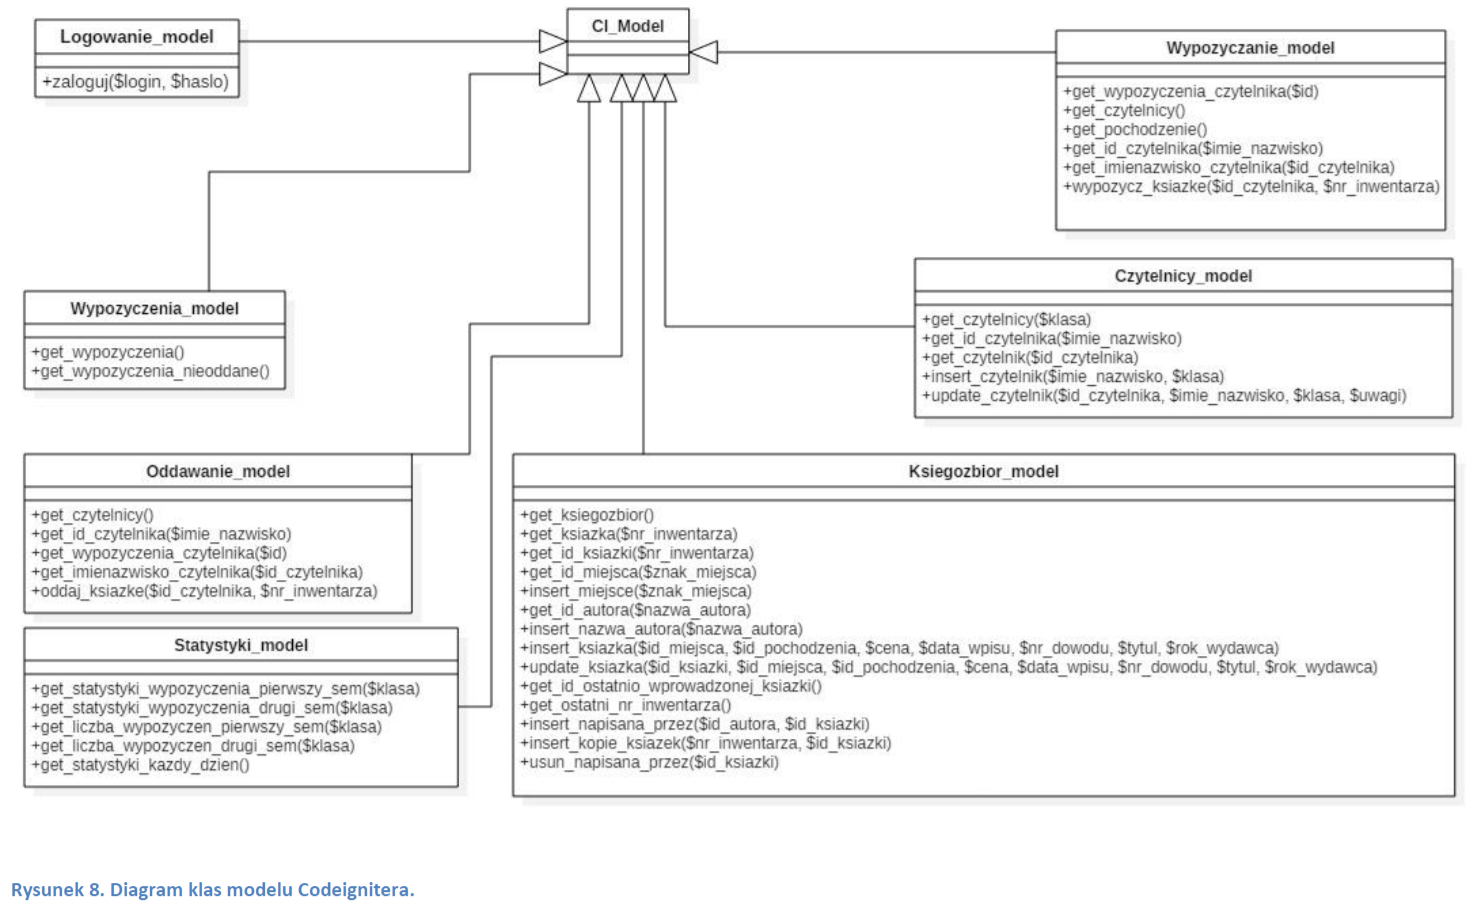 Logowanie_model
+zaloguj($login, $haslo)
CI_Model
Wypozyczanie_model
+get_wypozyczenia_czytelnika($id)
+get_czytelnicy()
+get_pochodzenie()
+get_id_czytelnika($imie_nazwisko)
+get_imienazwisko_czytelnika($id_czytelnika)
+wypozycz_ksiazke($id_czytelnika, $nr_inwentarza)
Wypozyczenia_model
+get_wypozyczenia()
+get_wypozyczenia_nieoddane()
Czytelnicy_model
+get_czytelnicy($klasa)
+get_id_czytelnika($imie_nazwisko)
+get_czytelnik($id_czytelnika)
+insert_czytelnik($imie_nazwisko, $klasa)
+update_czytelnik($id_czytelnika, $imie_nazwisko, $klasa, $uwagi)
Oddawanie_model
+get_czytelnicy()
+get_id_czytelnika($imie_nazwisko)
+get_wypozyczenia_czytelnika($id)
+get_imienazwisko_czytelnika($id_czytelnika)
+oddaj_ksiazke($id_czytelnika, $nr_inwentarza)
Statystyki_model
+get_statystyki_wypozyczenia_pierwszy_sem($klasa)
+get_statystyki_wypozyczenia_drugi_sem($klasa)
+get_liczba_wypozyczen_pierwszy_sem($klasa)
+get_liczba_wypozyczen_drugi_sem($klasa)
+get_statystyki_kazdy_dzien()
Ksiegozbior_model
+get_ksiegozbior()
+get_ksiazka($nr_inwentarza)
+get_id_ksiazki($nr_inwentarza)
+get_id_miejsca($znak_miejsca)
+insert_miejsce($znak_miejsca)
+get_id_autora($nazwa_autora)
+insert_nazwa_autora($nazwa_autora)
+insert_ksiazka($id_miejsca, $id_pochodzenia, $cena, $data_wpisu, $nr_dowodu, $tytul, $rok_wydawca)
+update_ksiazka($id_ksiazki, $id_miejsca, $id_pochodzenia, $cena, $data_wpisu, $nr_dowodu, $tytul, $rok_wydawca)
+get_id_ostatnio_wprowadzonej_ksiazki()
+get_ostatni_nr_inwentarza()
+insert_napisana_przez($id_autora, $id_ksiazki)
+insert_kopie_ksiazek($nr_inwentarza, $id_ksiazki)
+usun_napisana_przez($id_ksiazki)
Rysunek 8. Diagram klas modelu Codeignitera.